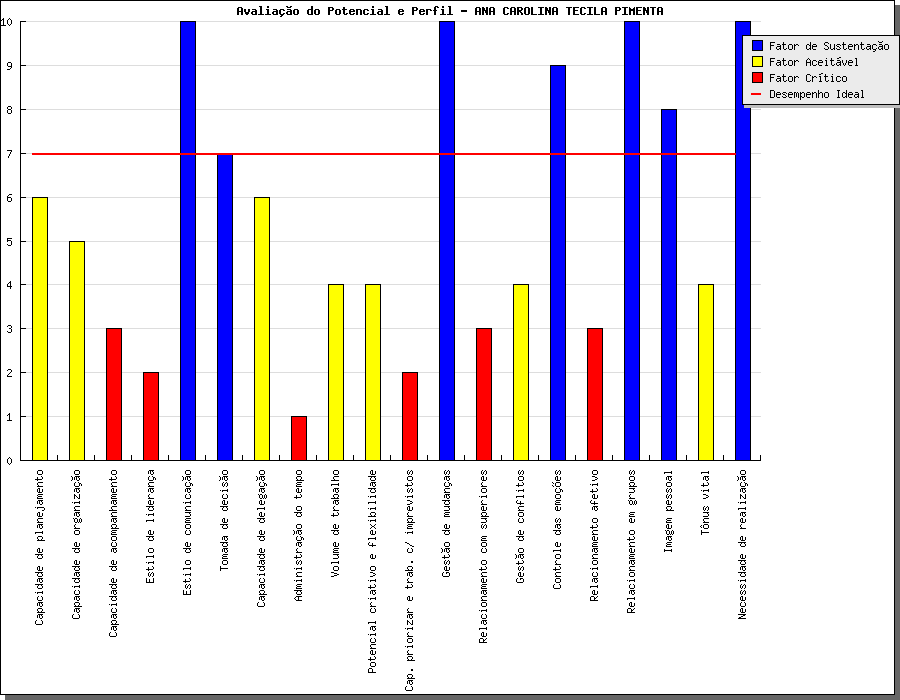 Avaliação do Potencial e Perfil - ANA CAROLINA TECILA PIMENTA
Fator de Sustentação
Fator Aceitável
Fator Crítico
Desempenho Ideal
10
9
8
7
6
5
4
3
2
1
0
Capacidade de planejamento
Capacidade de organização
Capacidade de acompanhamento
Estilo de liderança
Estilo de comunicação
Tomada de decisão
Capacidade de delegação
Administração do tempo
Volume de trabalho
Potencial criativo e flexibilidade
Cap. priorizar e trab. c/ imprevistos
Gestão de mudanças
Relacionamento com superiores
Gestão de conflitos
Controle das emoções
Relacionamento afetivo
Relacionamento em grupos
Imagem pessoal
Tônus vital
Necessidade de realização